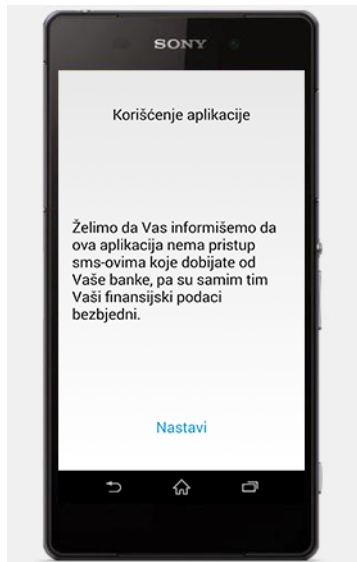 SONY
Korišćenje aplikacije
Želimo da Vas informišemo da
ova aplikacija nema pristup
sms-ovima koje dobijate od
Vaše banke, pa su samim tim
Vaši finansijski podaci
bezbjedni.
Nastavi